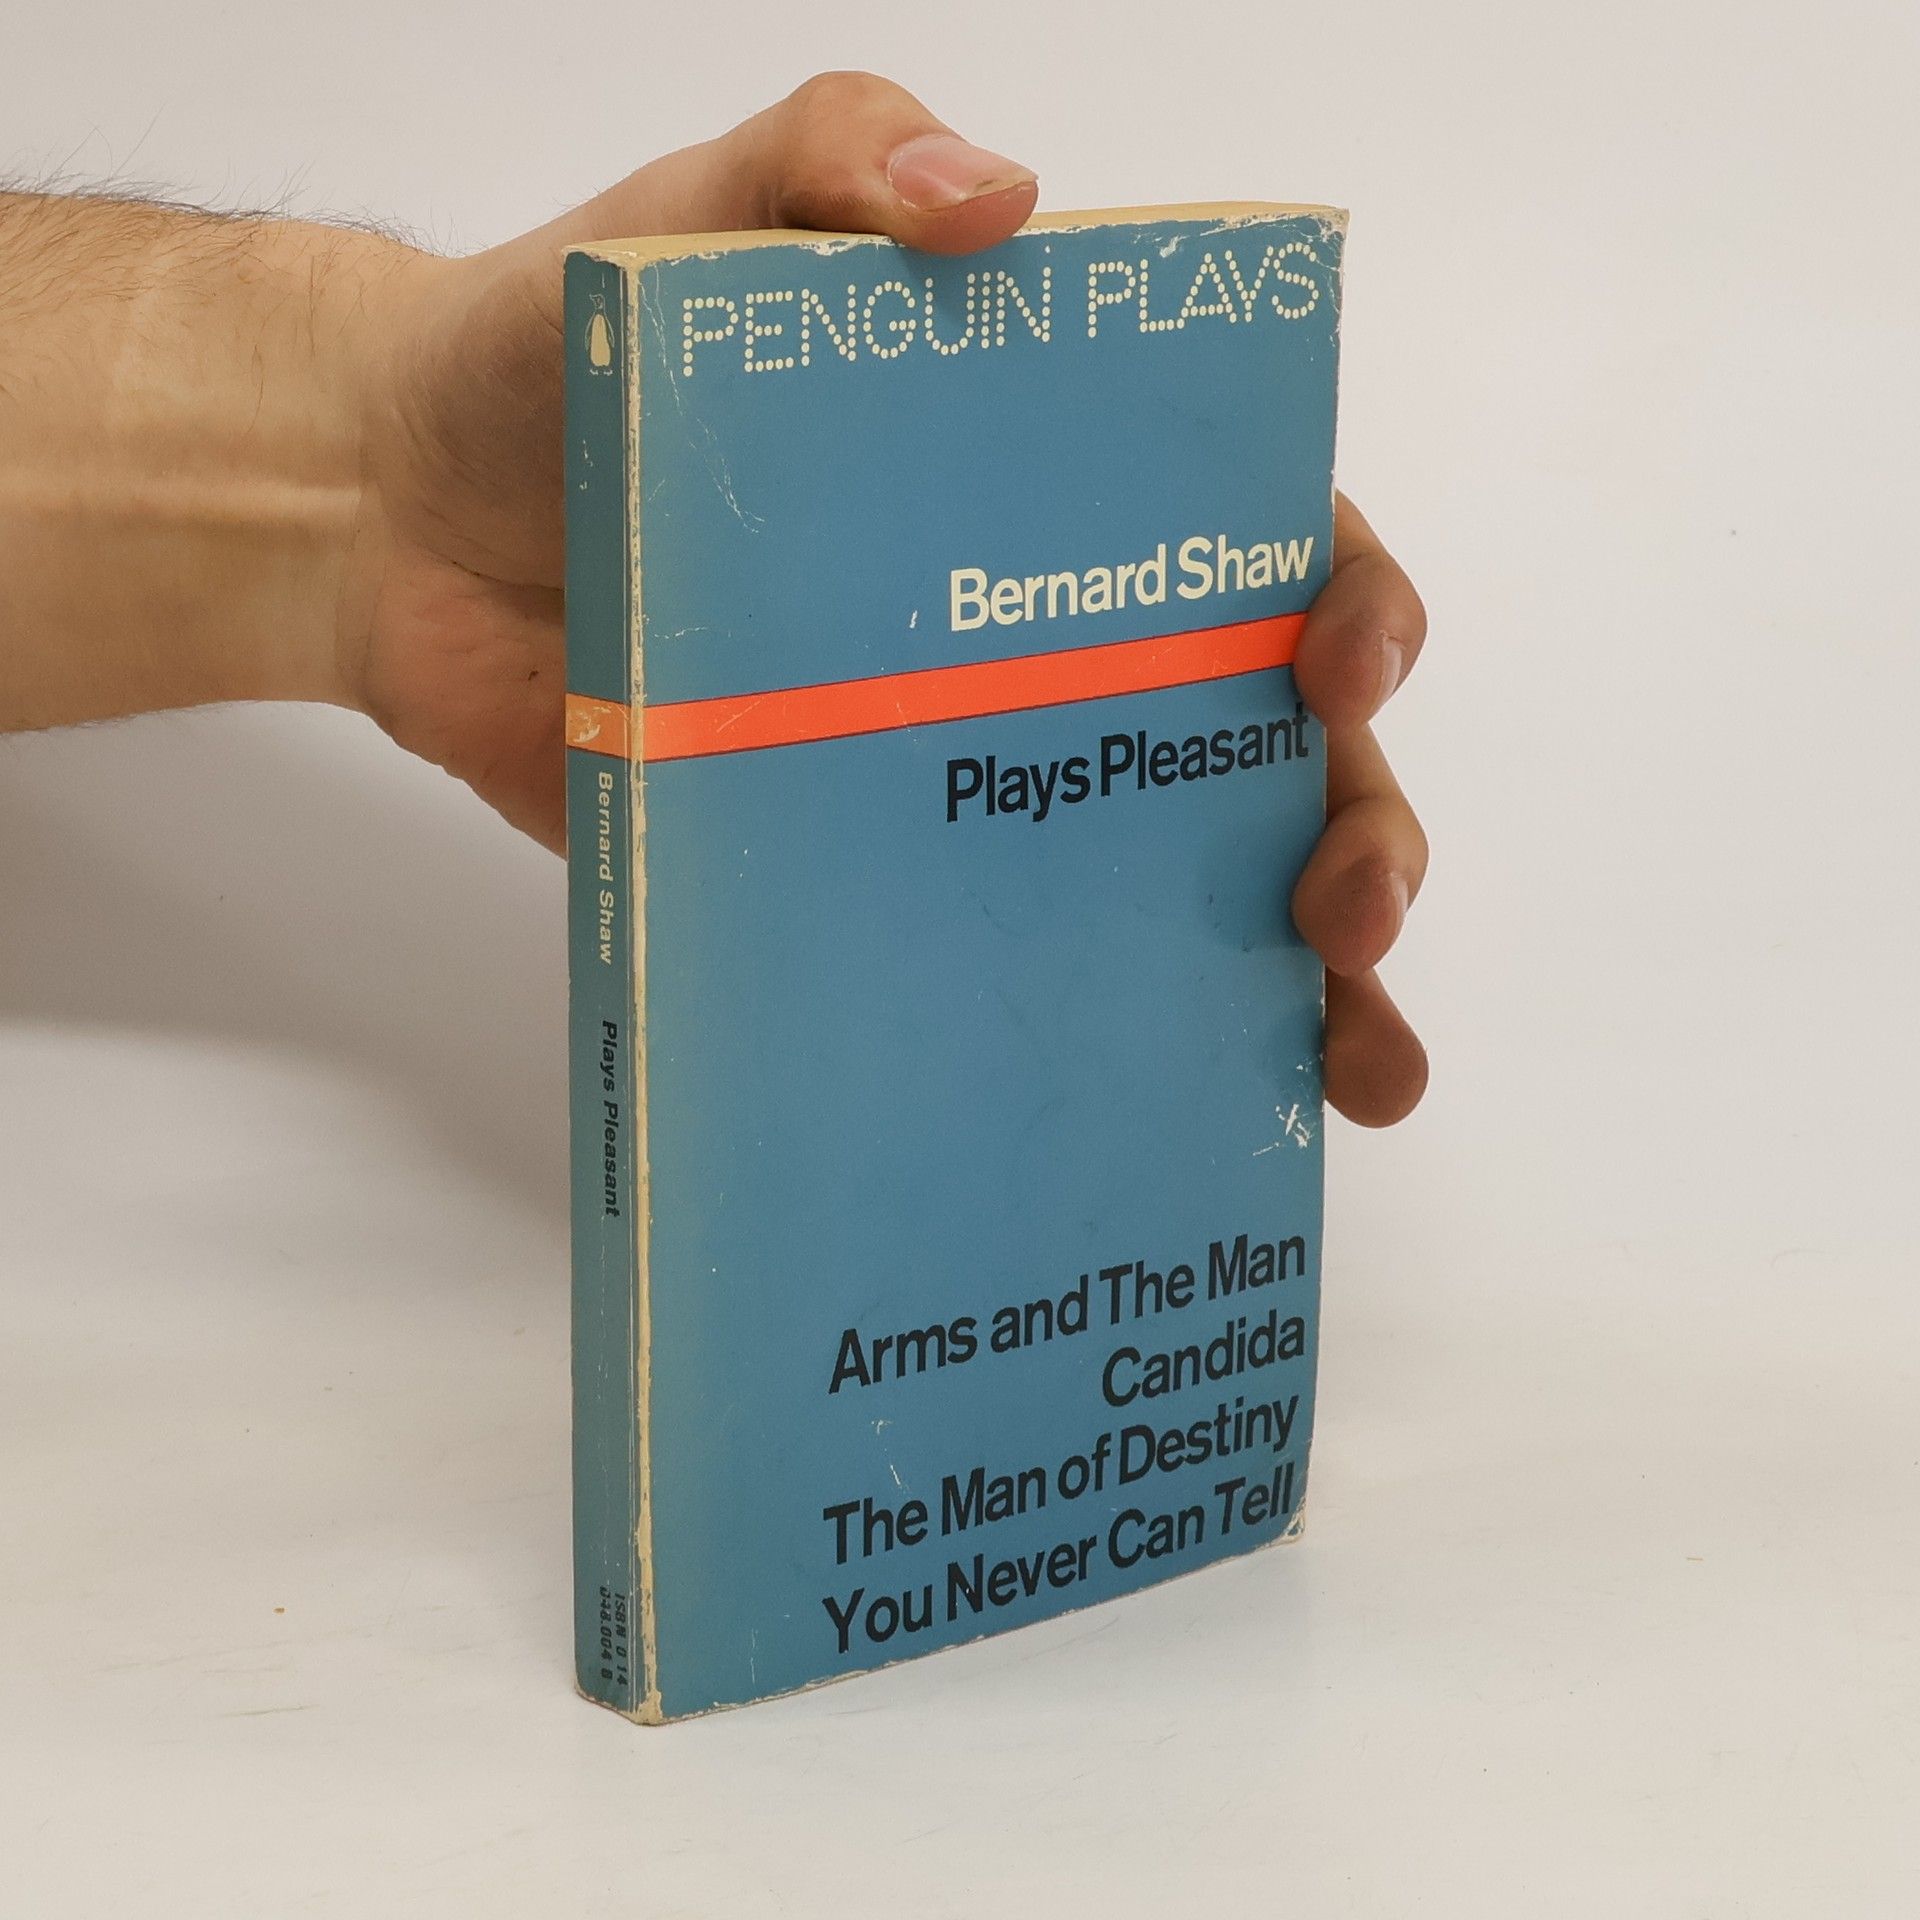 PENGUIN PLAYS
Bernard Shaw
Plays Pleasant
Arms and The Man
Candida
The Man of Destiny
You Never Can Tell
Bernard Shaw Plays Pleasant
ISBN 0 14
048.004 8